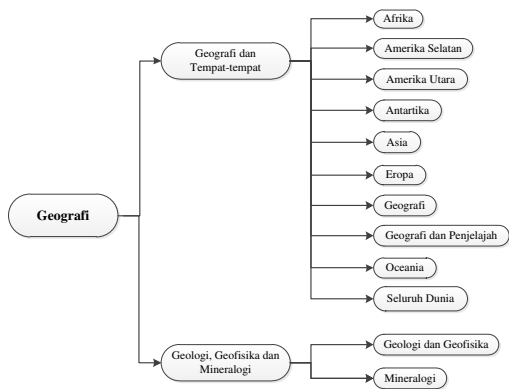 Geografi
Geografi dan
Tempat-tempat
Afrika
Amerika Selatan
Amerika Utara
Antartika
Asia
Eropa
Geografi
Geografi dan Penjelajah
Oceania
Seluruh Dunia
Geologi, Geofisika dan
Mineralogi
Geologi dan Geofisika
Mineralogi